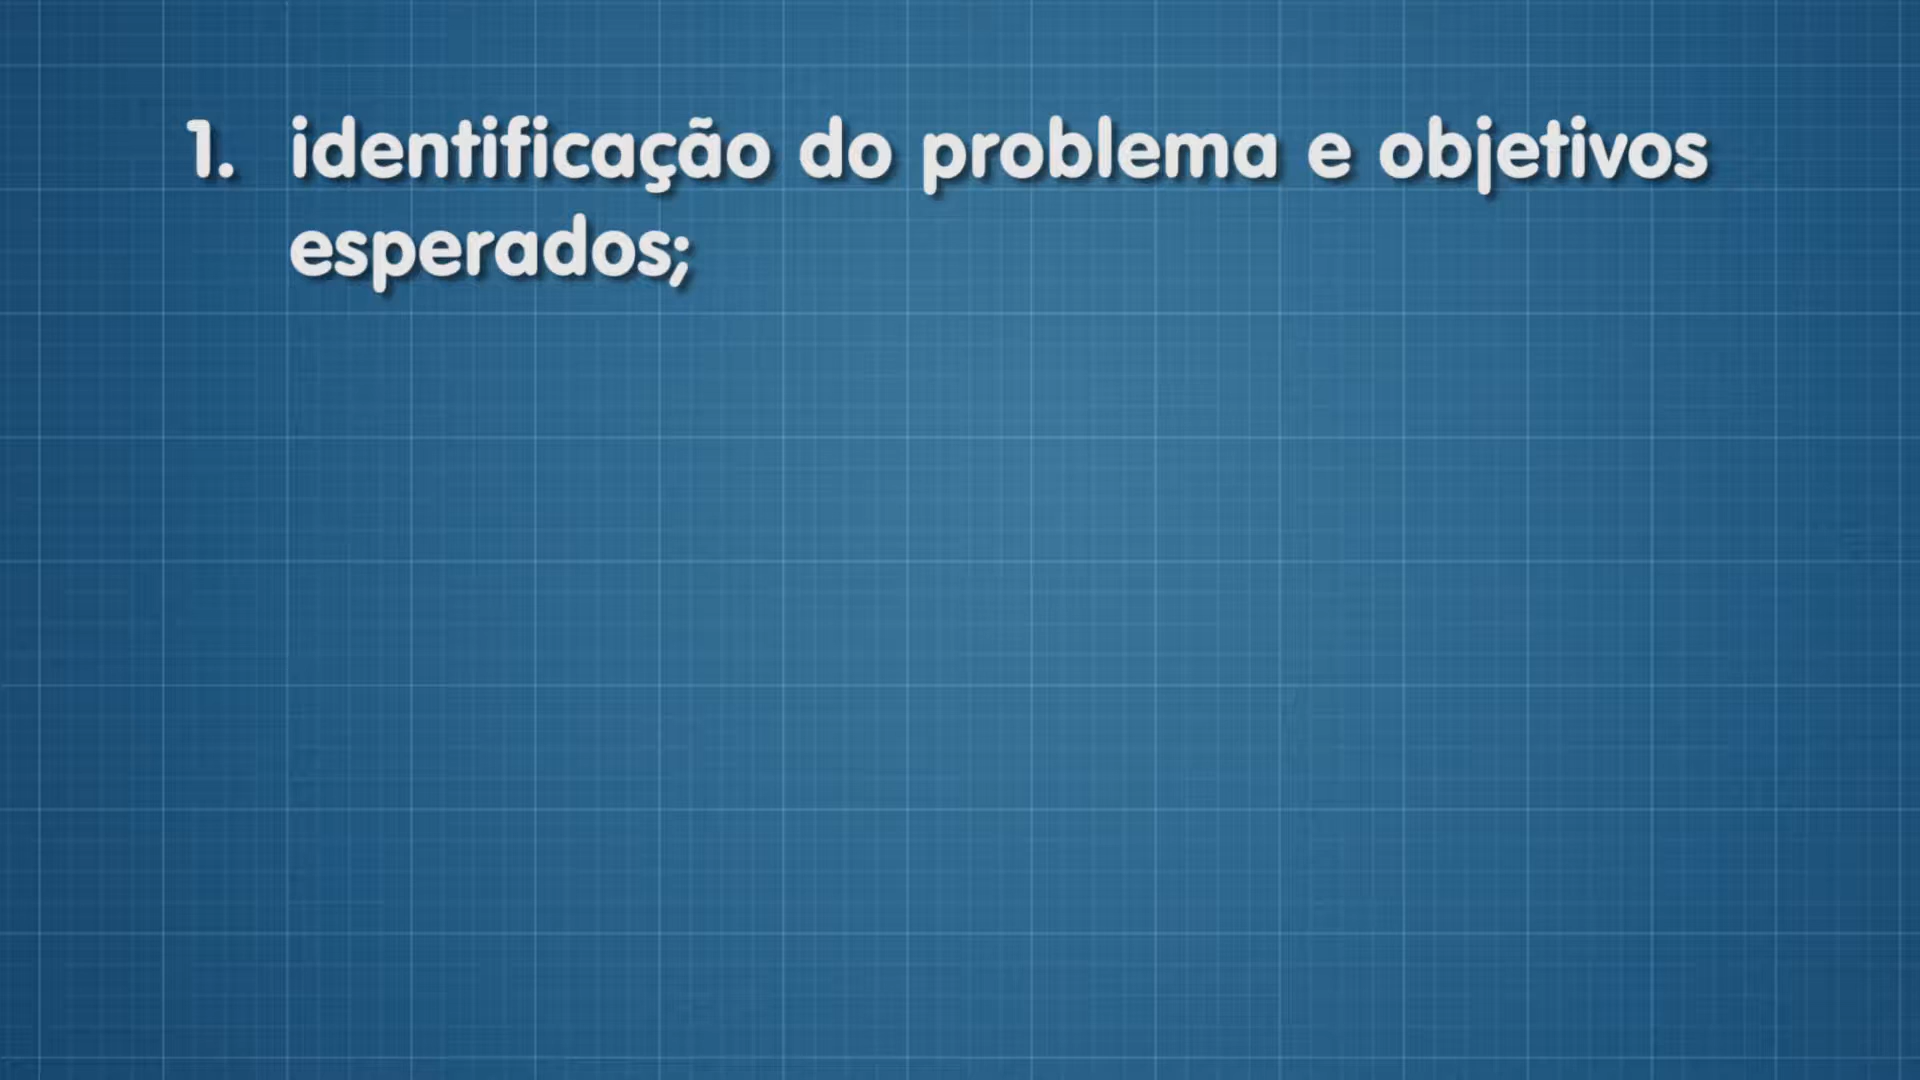 1. identificação do problema e objetivos
esperados;